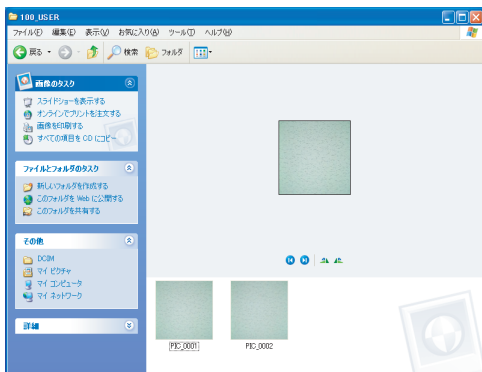 100_USER
ファイル(F) 編集(E) 表示(V) お気に入り(A) ツール(T) ヘルプ(H)
戻る 検索 フォルダ
画像のタスク
スライドショーを表示する
オンラインでプリントを注文する
画像を印刷する
すべての項目を CD にコピー
ファイルとフォルダのタスク
新しいフォルダを作成する
このフォルダを Web に公開する
このフォルダを共有する
その他
DCIM
マイ ピクチャ
マイ コンピュータ
マイ ネットワーク
詳細
PIC_0001 PIC_0002